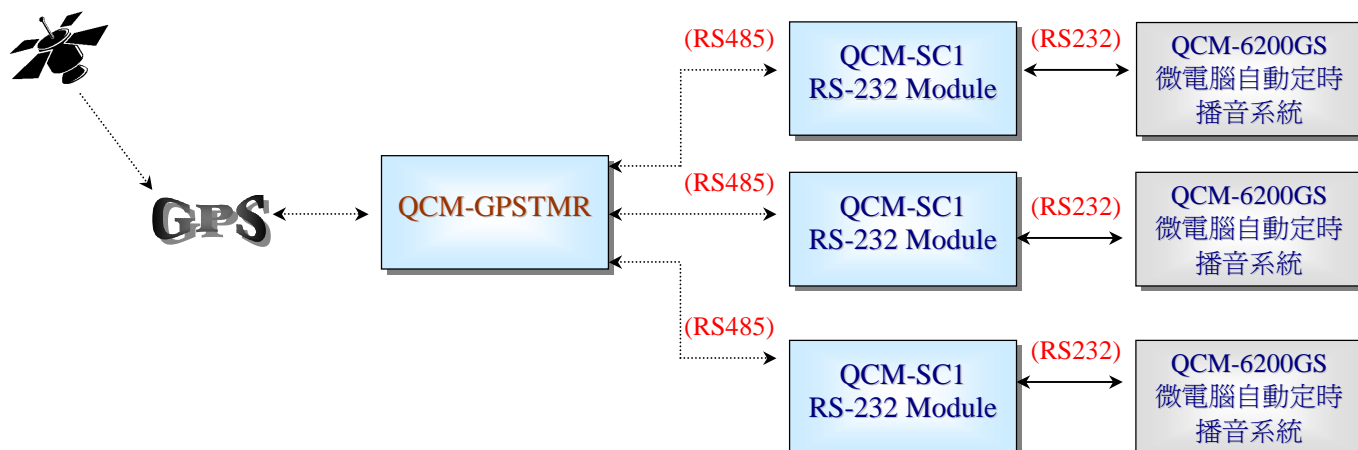 GPS
QCM-GPSTMR
(RS485)
QCM-SC1
RS-232 Module
(RS232)
QCM-6200GS
微電腦自動定時
播音系統
(RS485)
QCM-SC1
RS-232 Module
(RS232)
QCM-6200GS
微電腦自動定時
播音系統
(RS485)
QCM-SC1
RS-232 Module
(RS232)
QCM-6200GS
微電腦自動定時
播音系統